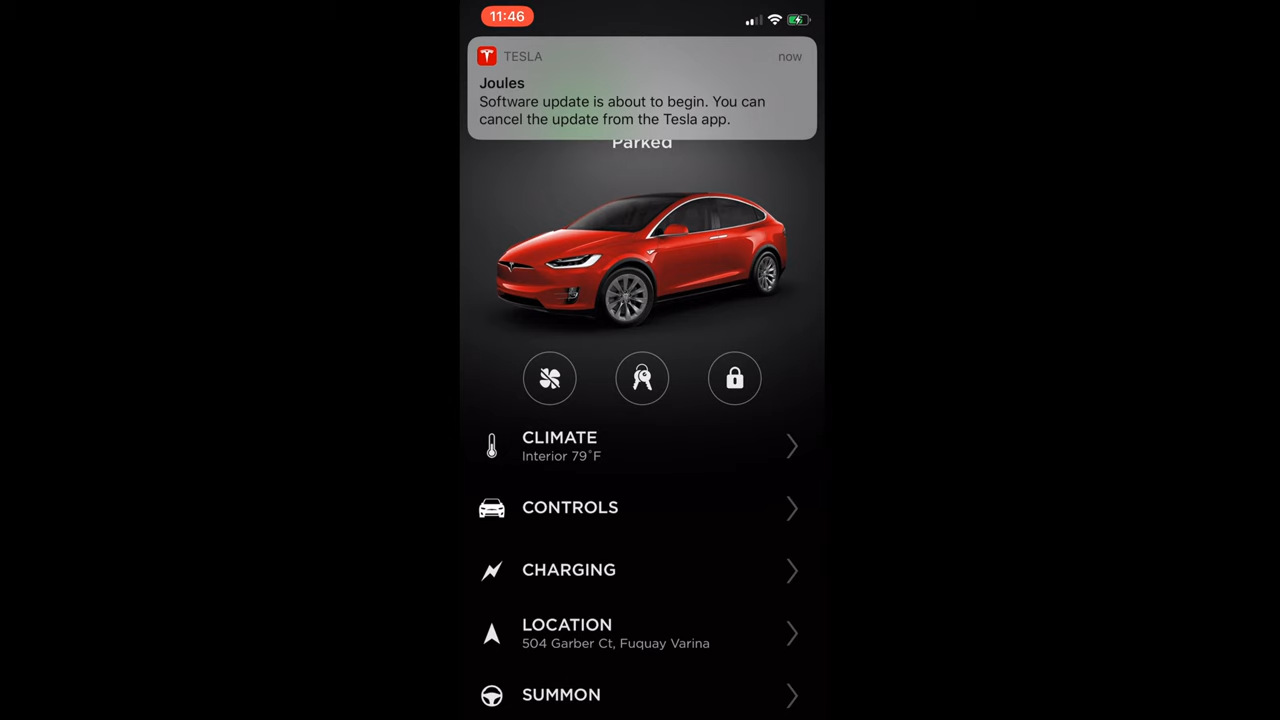 11:46
TESLA
now
Joules
Software update is about to begin. You can
cancel the update from the Tesla app.
Parked
CLIMATE
Interior 79°F
CONTROLS
CHARGING
LOCATION
504 Garber Ct, Fuquay Varina
SUMMON